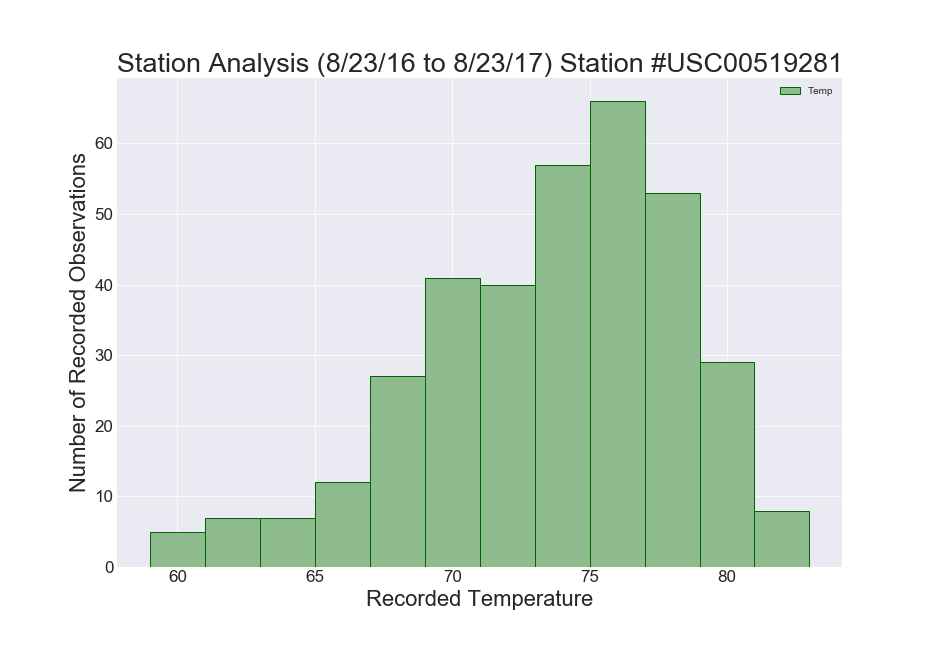 Station Analysis (8/23/16 to 8/23/17) Station #USC00519281
Temp
Number of Recorded Observations
60
50
40
30
20
10
0
60 65 70 75 80
Recorded Temperature